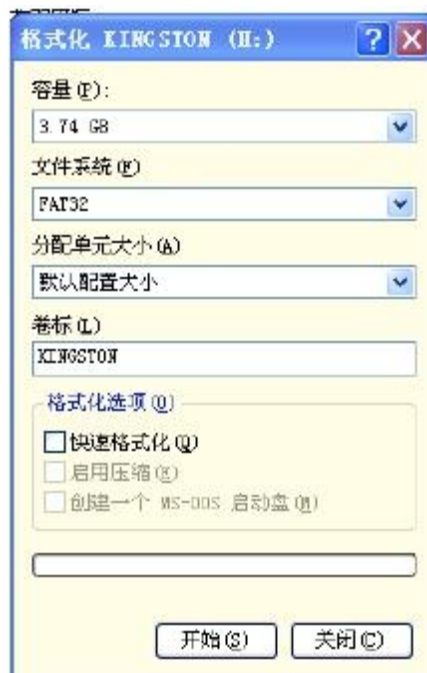 格式化 KINGSTON (H:)
容量(P):
3.74 GB
文件系统(F)
FAT32
分配单元大小(A)
默认配置大小
卷标(L)
KINGSTON
格式化选项(O)
快速格式化(Q)
启用压缩(E)
创建一个 MS-DOS 启动盘(M)
开始(S)
关闭(C)